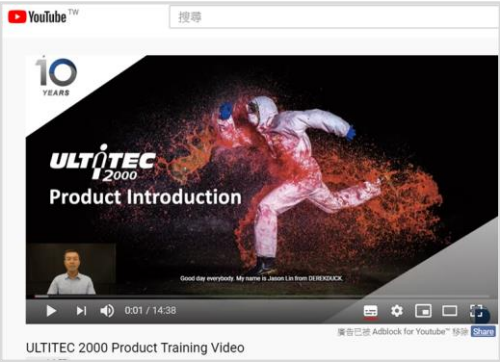 YouTube TW
搜尋
10
YEARS
ULTITEC
2000
Product Introduction
Good day everybody. My name is Jason Lin from DEREKDUCK.
0:01 / 14:38
廣告已被 Adblock for Youtube™ 移除 Share
ULTITEC 2000 Product Training Video